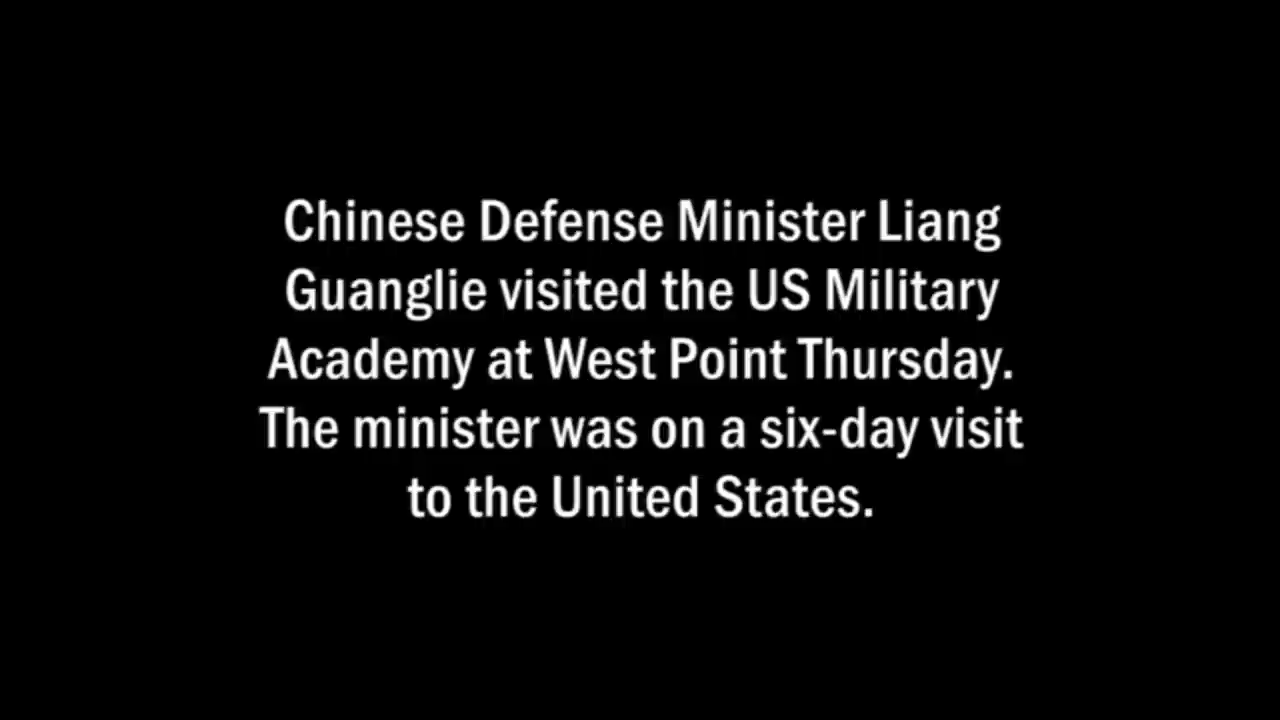 Chinese Defense Minister Liang
Guanglie visited the US Military
Academy at West Point Thursday.
The minister was on a six-day visit
to the United States.